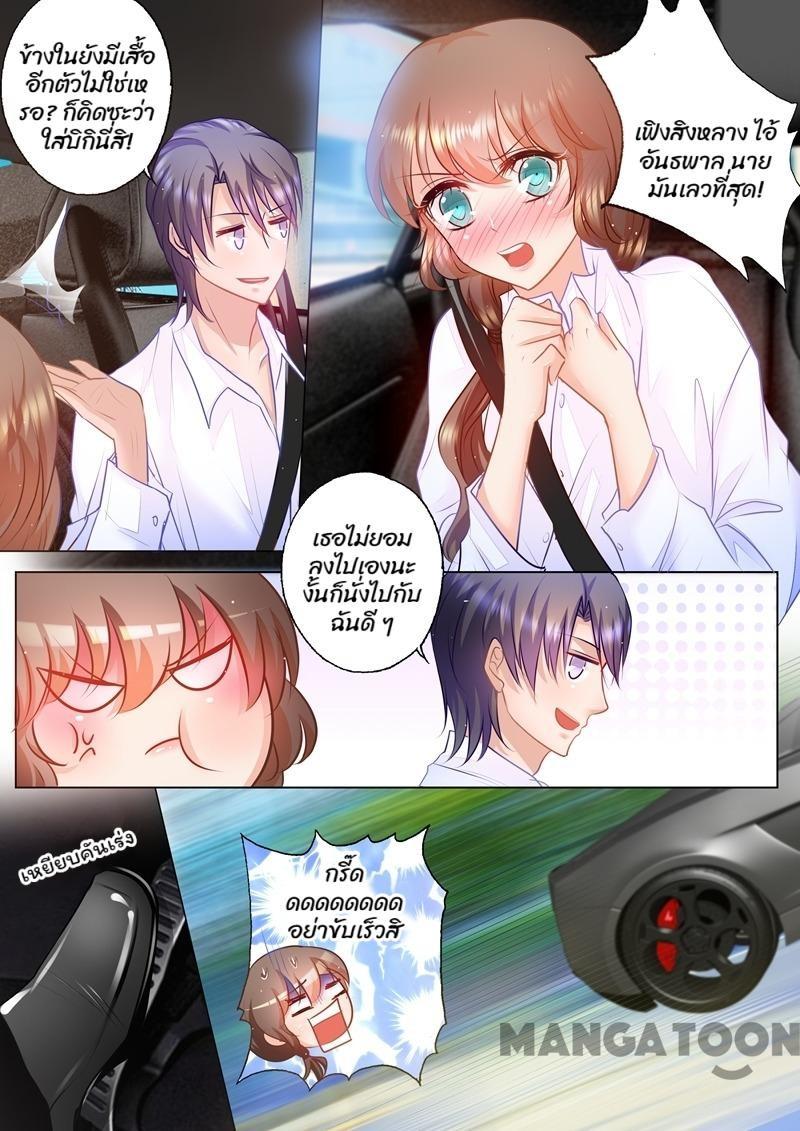 ข้างในยังมีเสื้อ
อีกตัวไม่ใช่เห
รอ? ก็คิดซะว่า
ใส่บิกินี่สิ!
เฟิงสิงหลาง ไอ้
อันธพาล นาย
มันเลวที่สุด!
เธอไม่ยอม
ลงไปเองนะ
งั้นก็นั่งไปกับ
ฉันดี ๆ
เหยียบคันเร่ง
กรี๊ด
ดดดดดดดด
อย่าขับเร็วสิ
MANGATOON